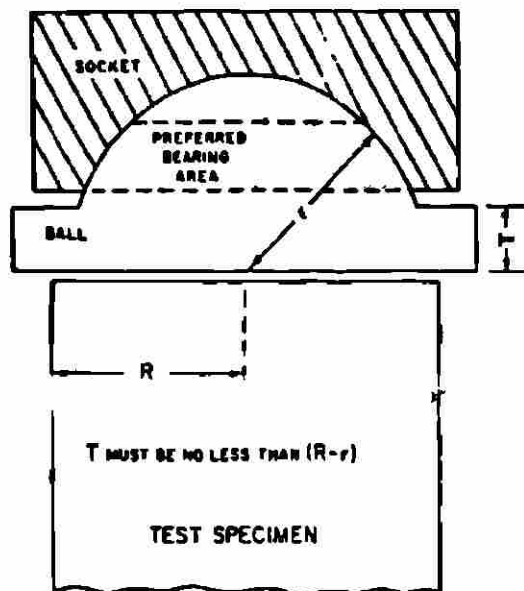 SOCKET
PREFERRED
BEARING
AREA
r
BALL
T
R
T MUST BE NO LESS THAN (R-r)
TEST SPECIMEN